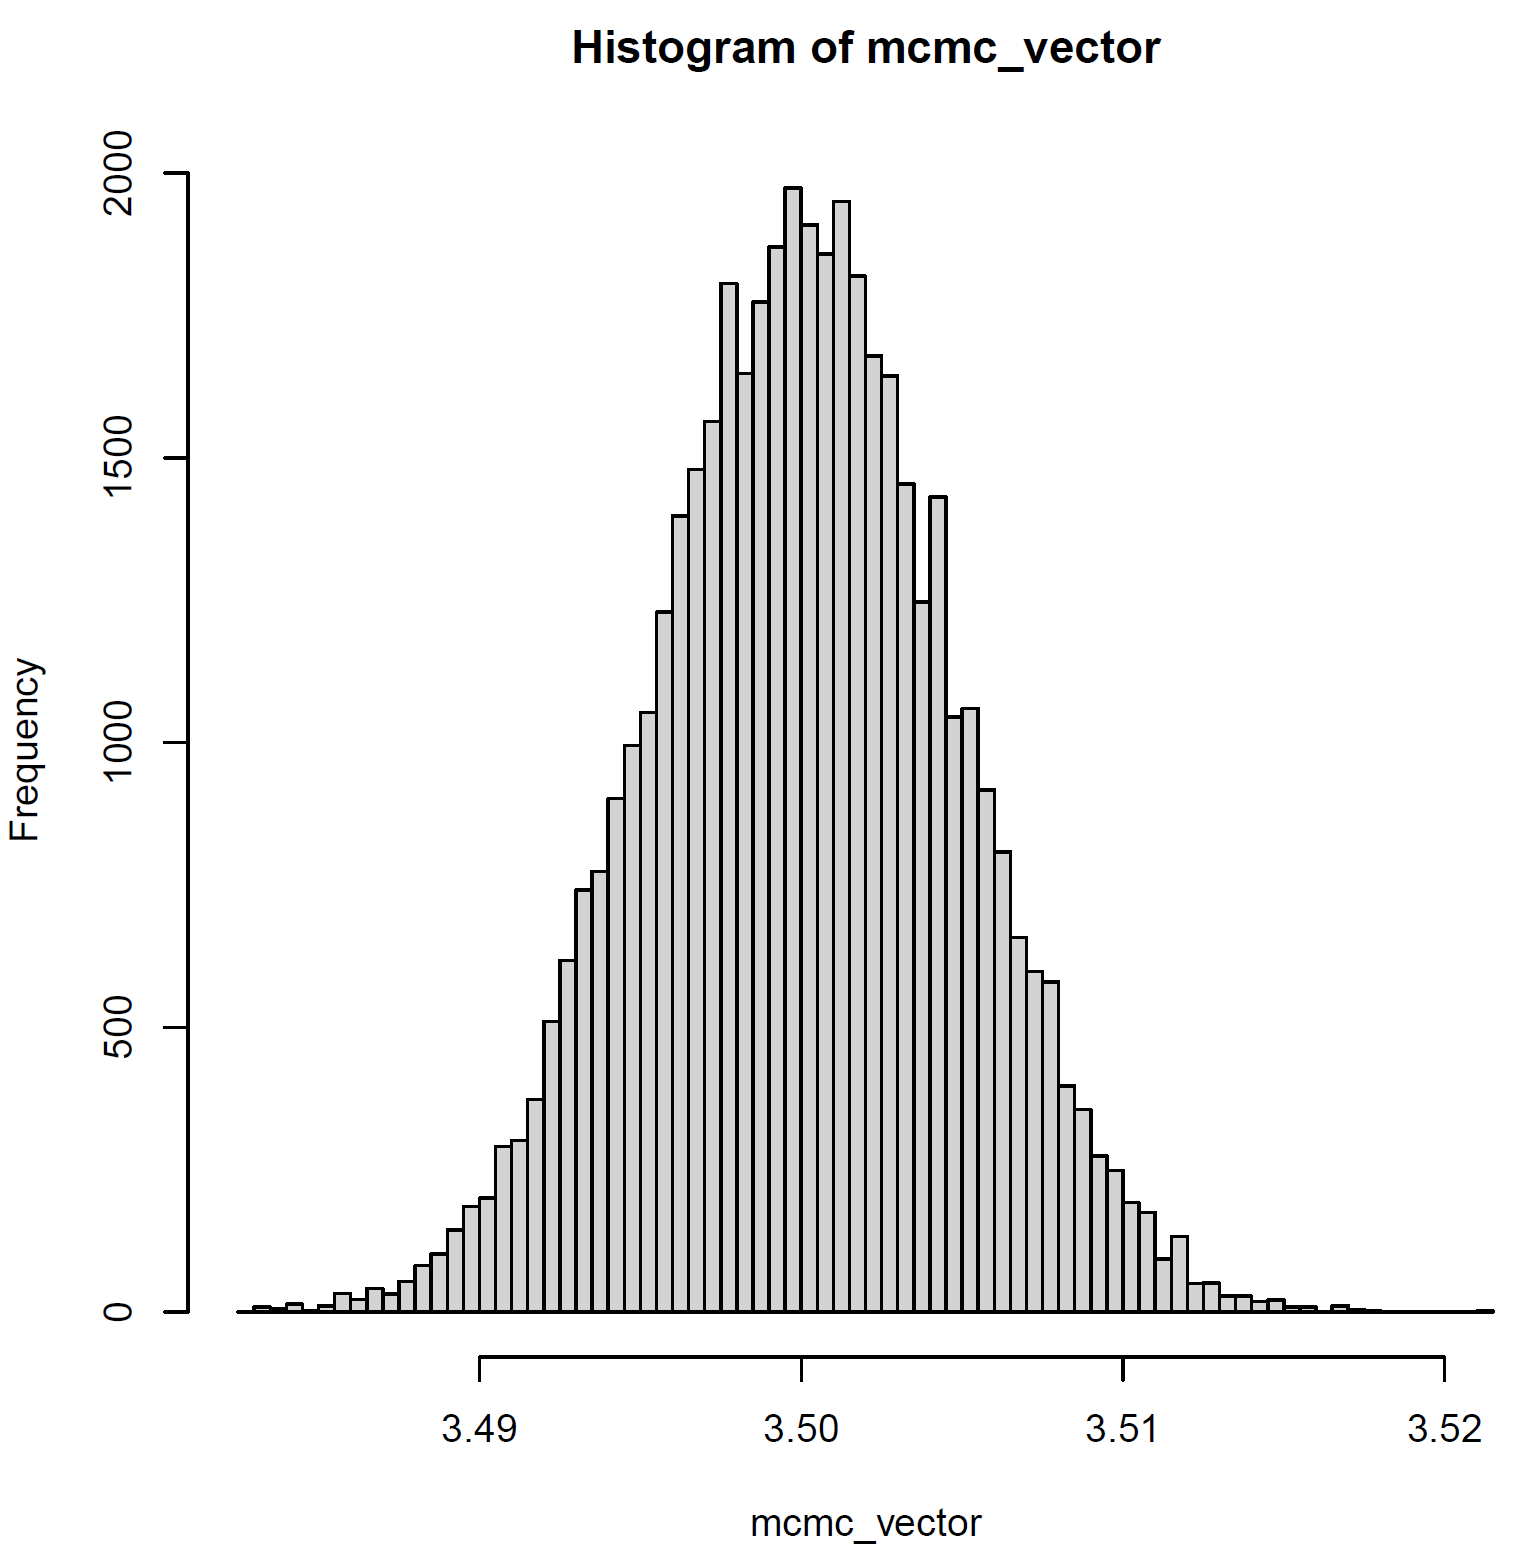 Histogram of mcmc_vector
2000
1500
1000
500
0
Frequency
3.49 3.50 3.51 3.52
mcmc_vector